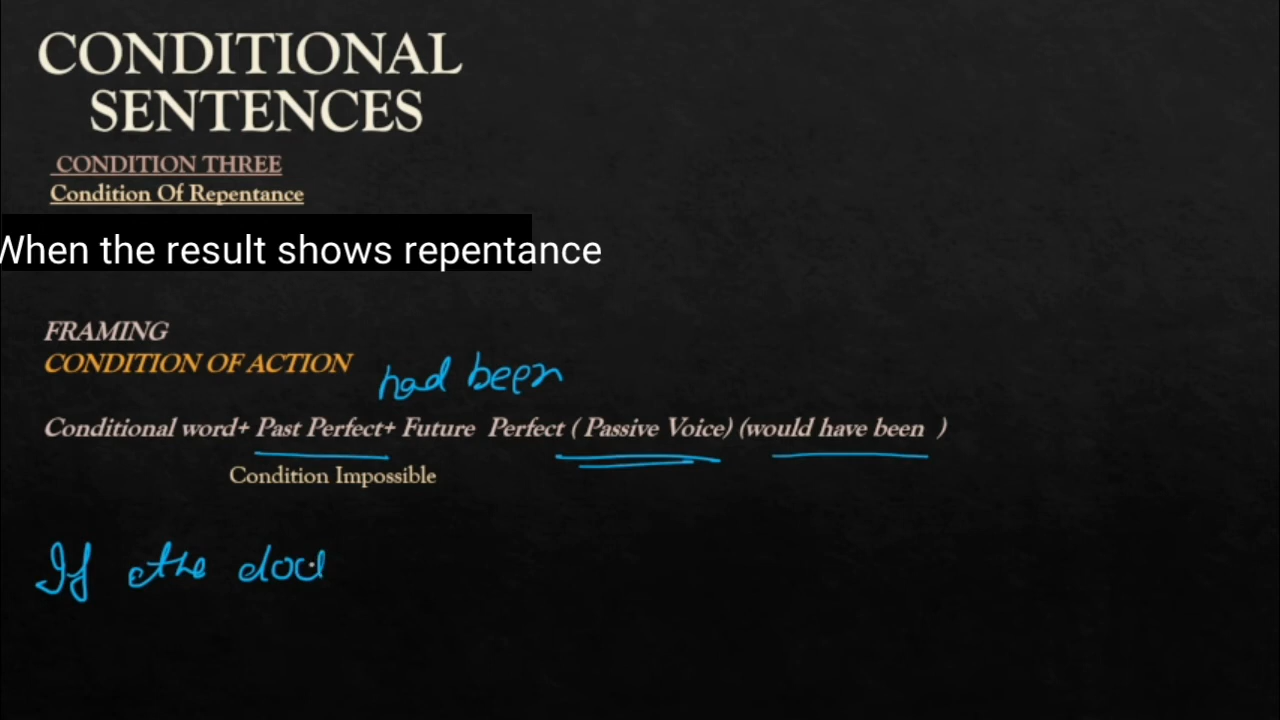 CONDITIONAL
SENTENCES
CONDITION THREE
Condition Of Repentance
When the result shows repentance
FRAMING
CONDITION OF ACTION
had been
Conditional word+ Past Perfect+ Future Perfect ( Passive Voice) (would have been )
Condition Impossible
If the doc